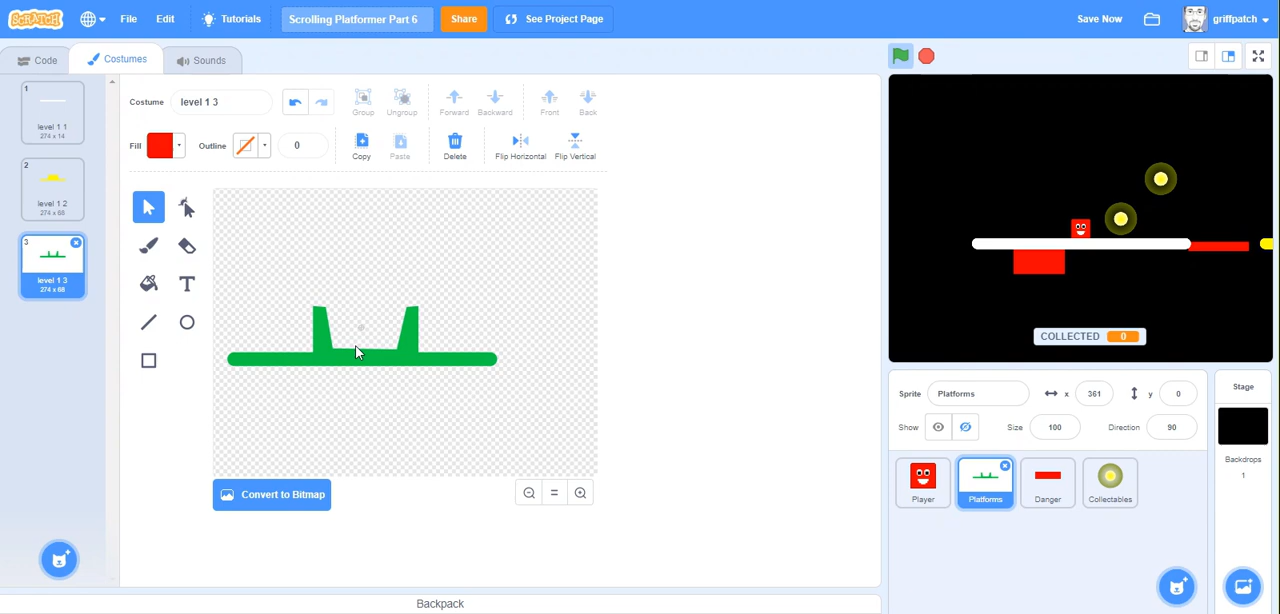 SCRATCH
File Edit Tutorials Scrolling Platformer Part 6 Share See Project Page Save Now griffpatch
Code Costumes Sounds
1
level 1 1
274 x 14
2
level 1 2
274 x 66
3
level 1 3
274 x 68
Costume level 1 3 Group Ungroup Forward Backward Front Back
Fill Outline 0 Copy Paste Delete Flip Horizontal Flip Vertical
T
Convert to Bitmap
Backpack
COLLECTED 0
Sprite Platforms x 361 y 0
Show Size 100 Direction 90
Player Platforms Danger Collectables
Stage
Backdrops
1